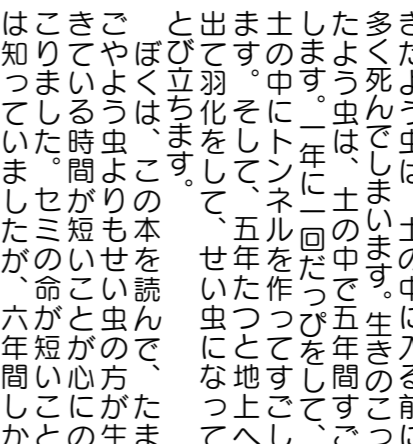 きたよう虫は、土の中に入る前に
多く死んでしまいます。生きのこっ
たよう虫は、土の中で五年間すご
します。一年に一回だっぴをして、
土の中にトンネルを作ってすごし
ます。そして、五年たつと地上へ
出て羽化をして、せい虫になって
とび立ちます。
ぼくは、この本を読んで、たま
ごやよう虫よりもせい虫の方が生
きている時間が短いことが心にの
こりました。セミの命が短いこと
は知っていましたが、六年間しか